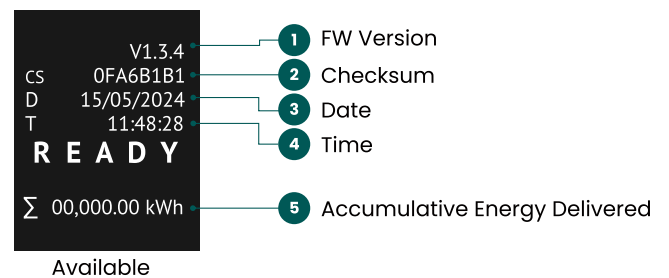 V1.3.4
1 FW Version
CS 0FA6B1B1
2 Checksum
D 15/05/2024
3 Date
T 11:48:28
4 Time
READY
∑ 00,000.00 kWh
5 Accumulative Energy Delivered
Available